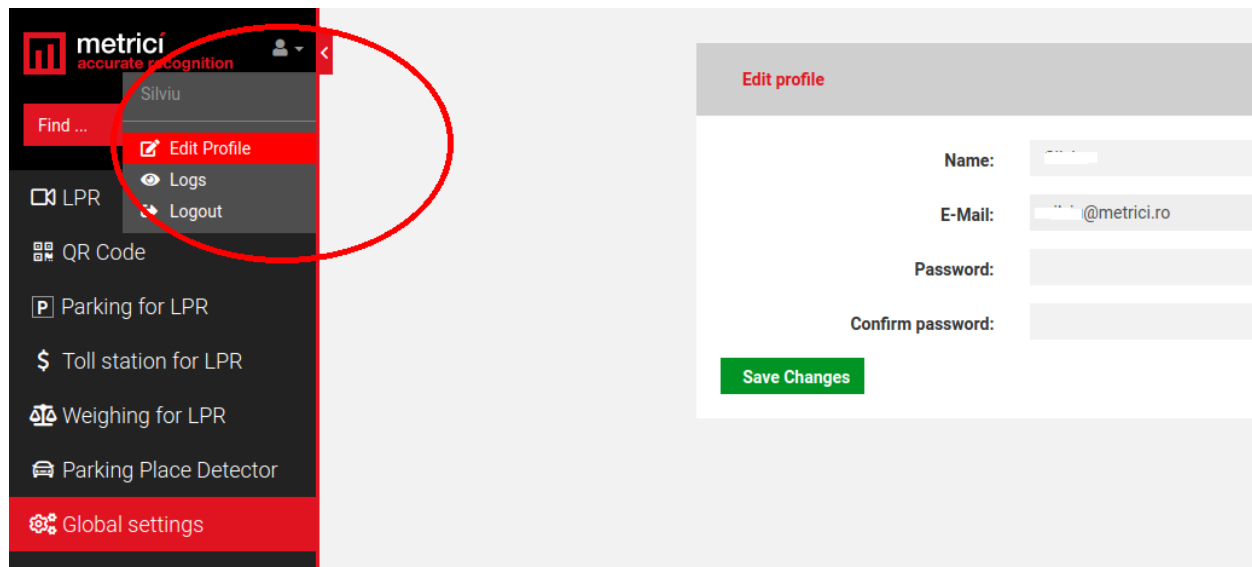 metrici
accurate recognition
Silviu
Find ...
Edit Profile
Logs
Logout
LPR
QR Code
P Parking for LPR
$ Toll station for LPR
Weighing for LPR
Parking Place Detector
Global settings
Edit profile
Name:
E-Mail: @metrici.ro
Password:
Confirm password:
Save Changes